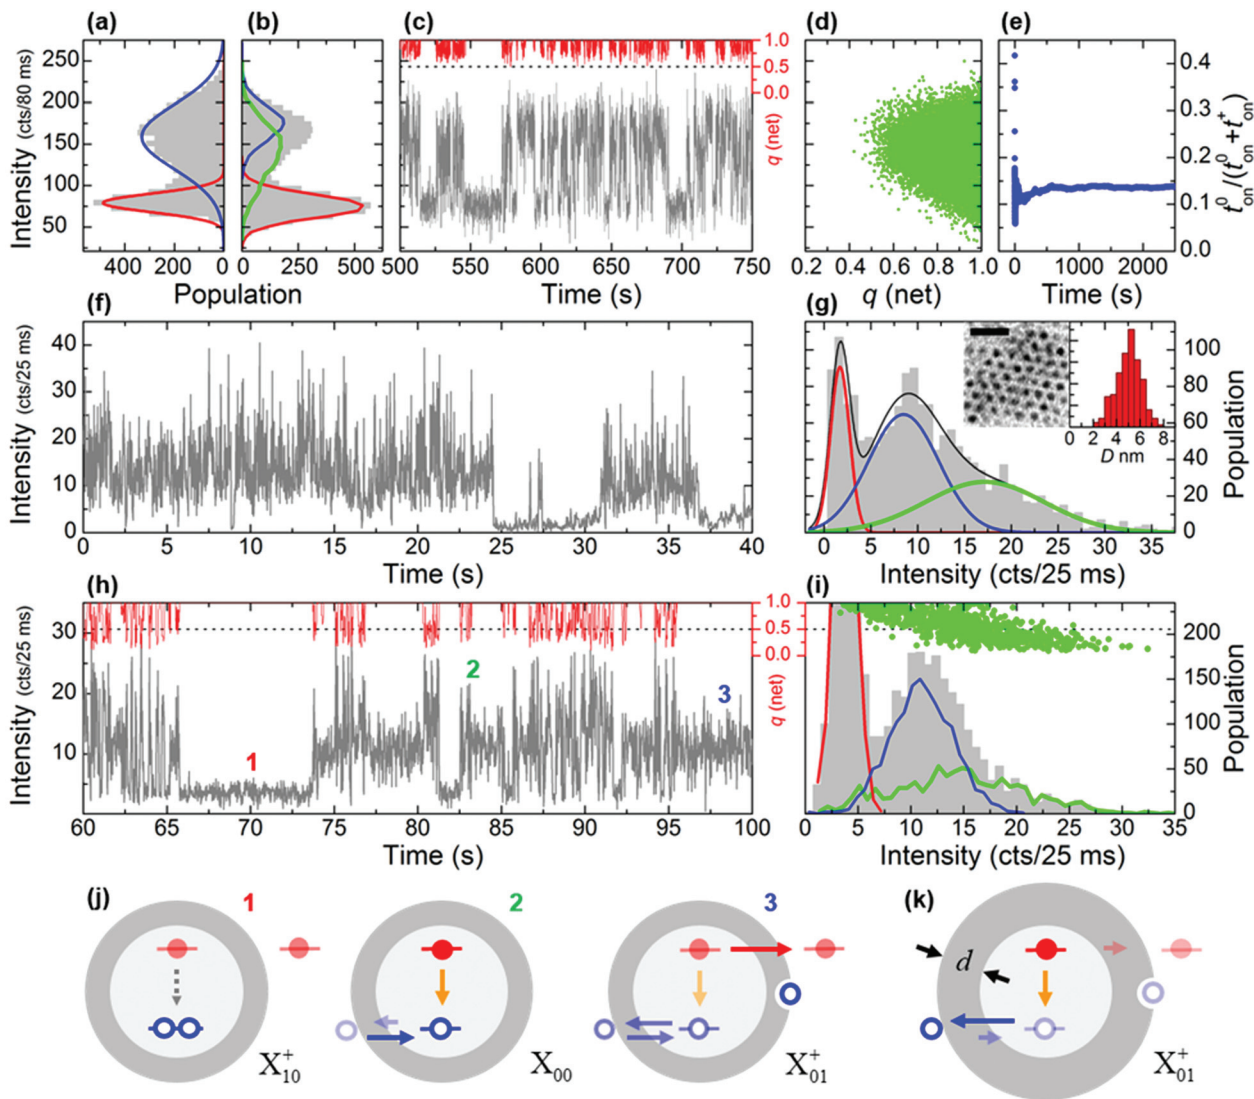 (a) (b) (c) (d) (e)
Intensity (cts/80 ms)
250
200
150
100
50
400 200 0
0 250 500
Population
500 550 600 650 700 750
Time (s)
1.0
0.5
0.0
q (net)
0.2 0.4 0.6 0.8 1.0
q (net)
0 1000 2000
Time (s)
0.4
0.3
0.2
0.1
0.0
t⁰on/(t⁰on+t⁺on)
(f)
Intensity (cts/25 ms)
40
30
20
10
0
0 5 10 15 20 25 30 35 40
Time (s)
(g)
0 2 4 6 8
D nm
100
80
60
40
20
0
Population
0 5 10 15 20 25 30 35
Intensity (cts/25 ms)
(h)
Intensity (cts/25 ms)
30
20
10
1
2
3
60 65 70 75 80 85 90 95 100
Time (s)
1.0
0.5
0.0
q (net)
(i)
200
150
100
50
0
Population
0 5 10 15 20 25 30 35
Intensity (cts/25 ms)
(j) 1 2 3 (k)
d
X⁺₁₀ X₀₀ X⁺₀₁ X⁺₀₁